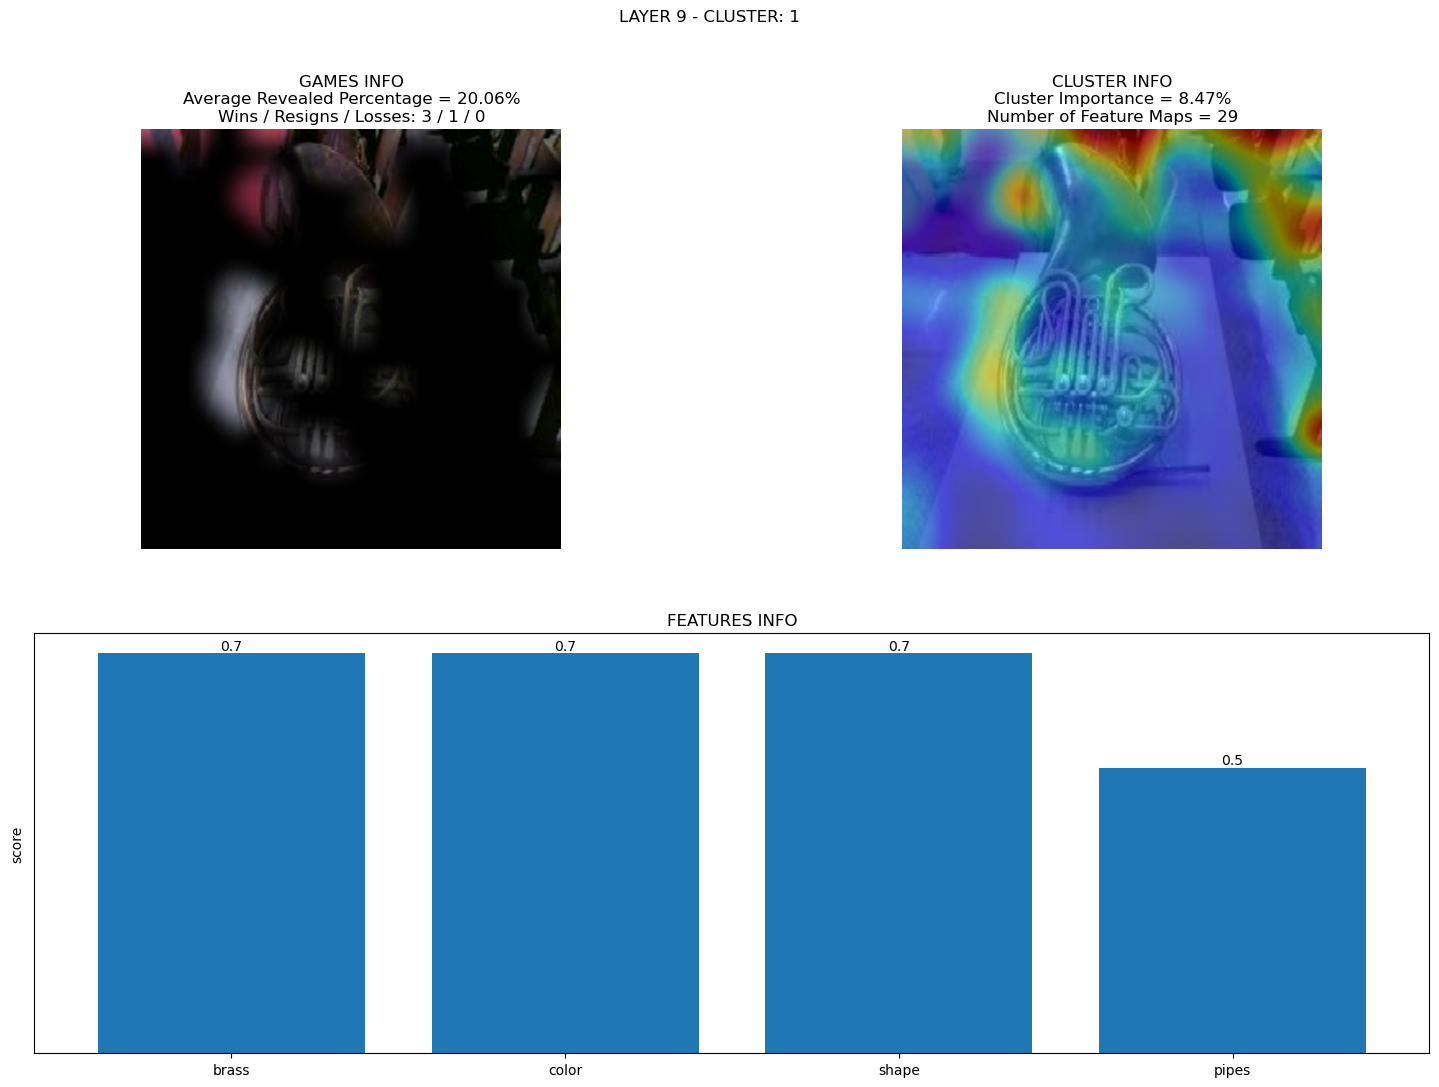 LAYER 9 - CLUSTER: 1
GAMES INFO
Average Revealed Percentage = 20.06%
Wins / Resigns / Losses: 3 / 1 / 0
CLUSTER INFO
Cluster Importance = 8.47%
Number of Feature Maps = 29
FEATURES INFO
0.7
0.7
0.7
0.5
score
brass
color
shape
pipes